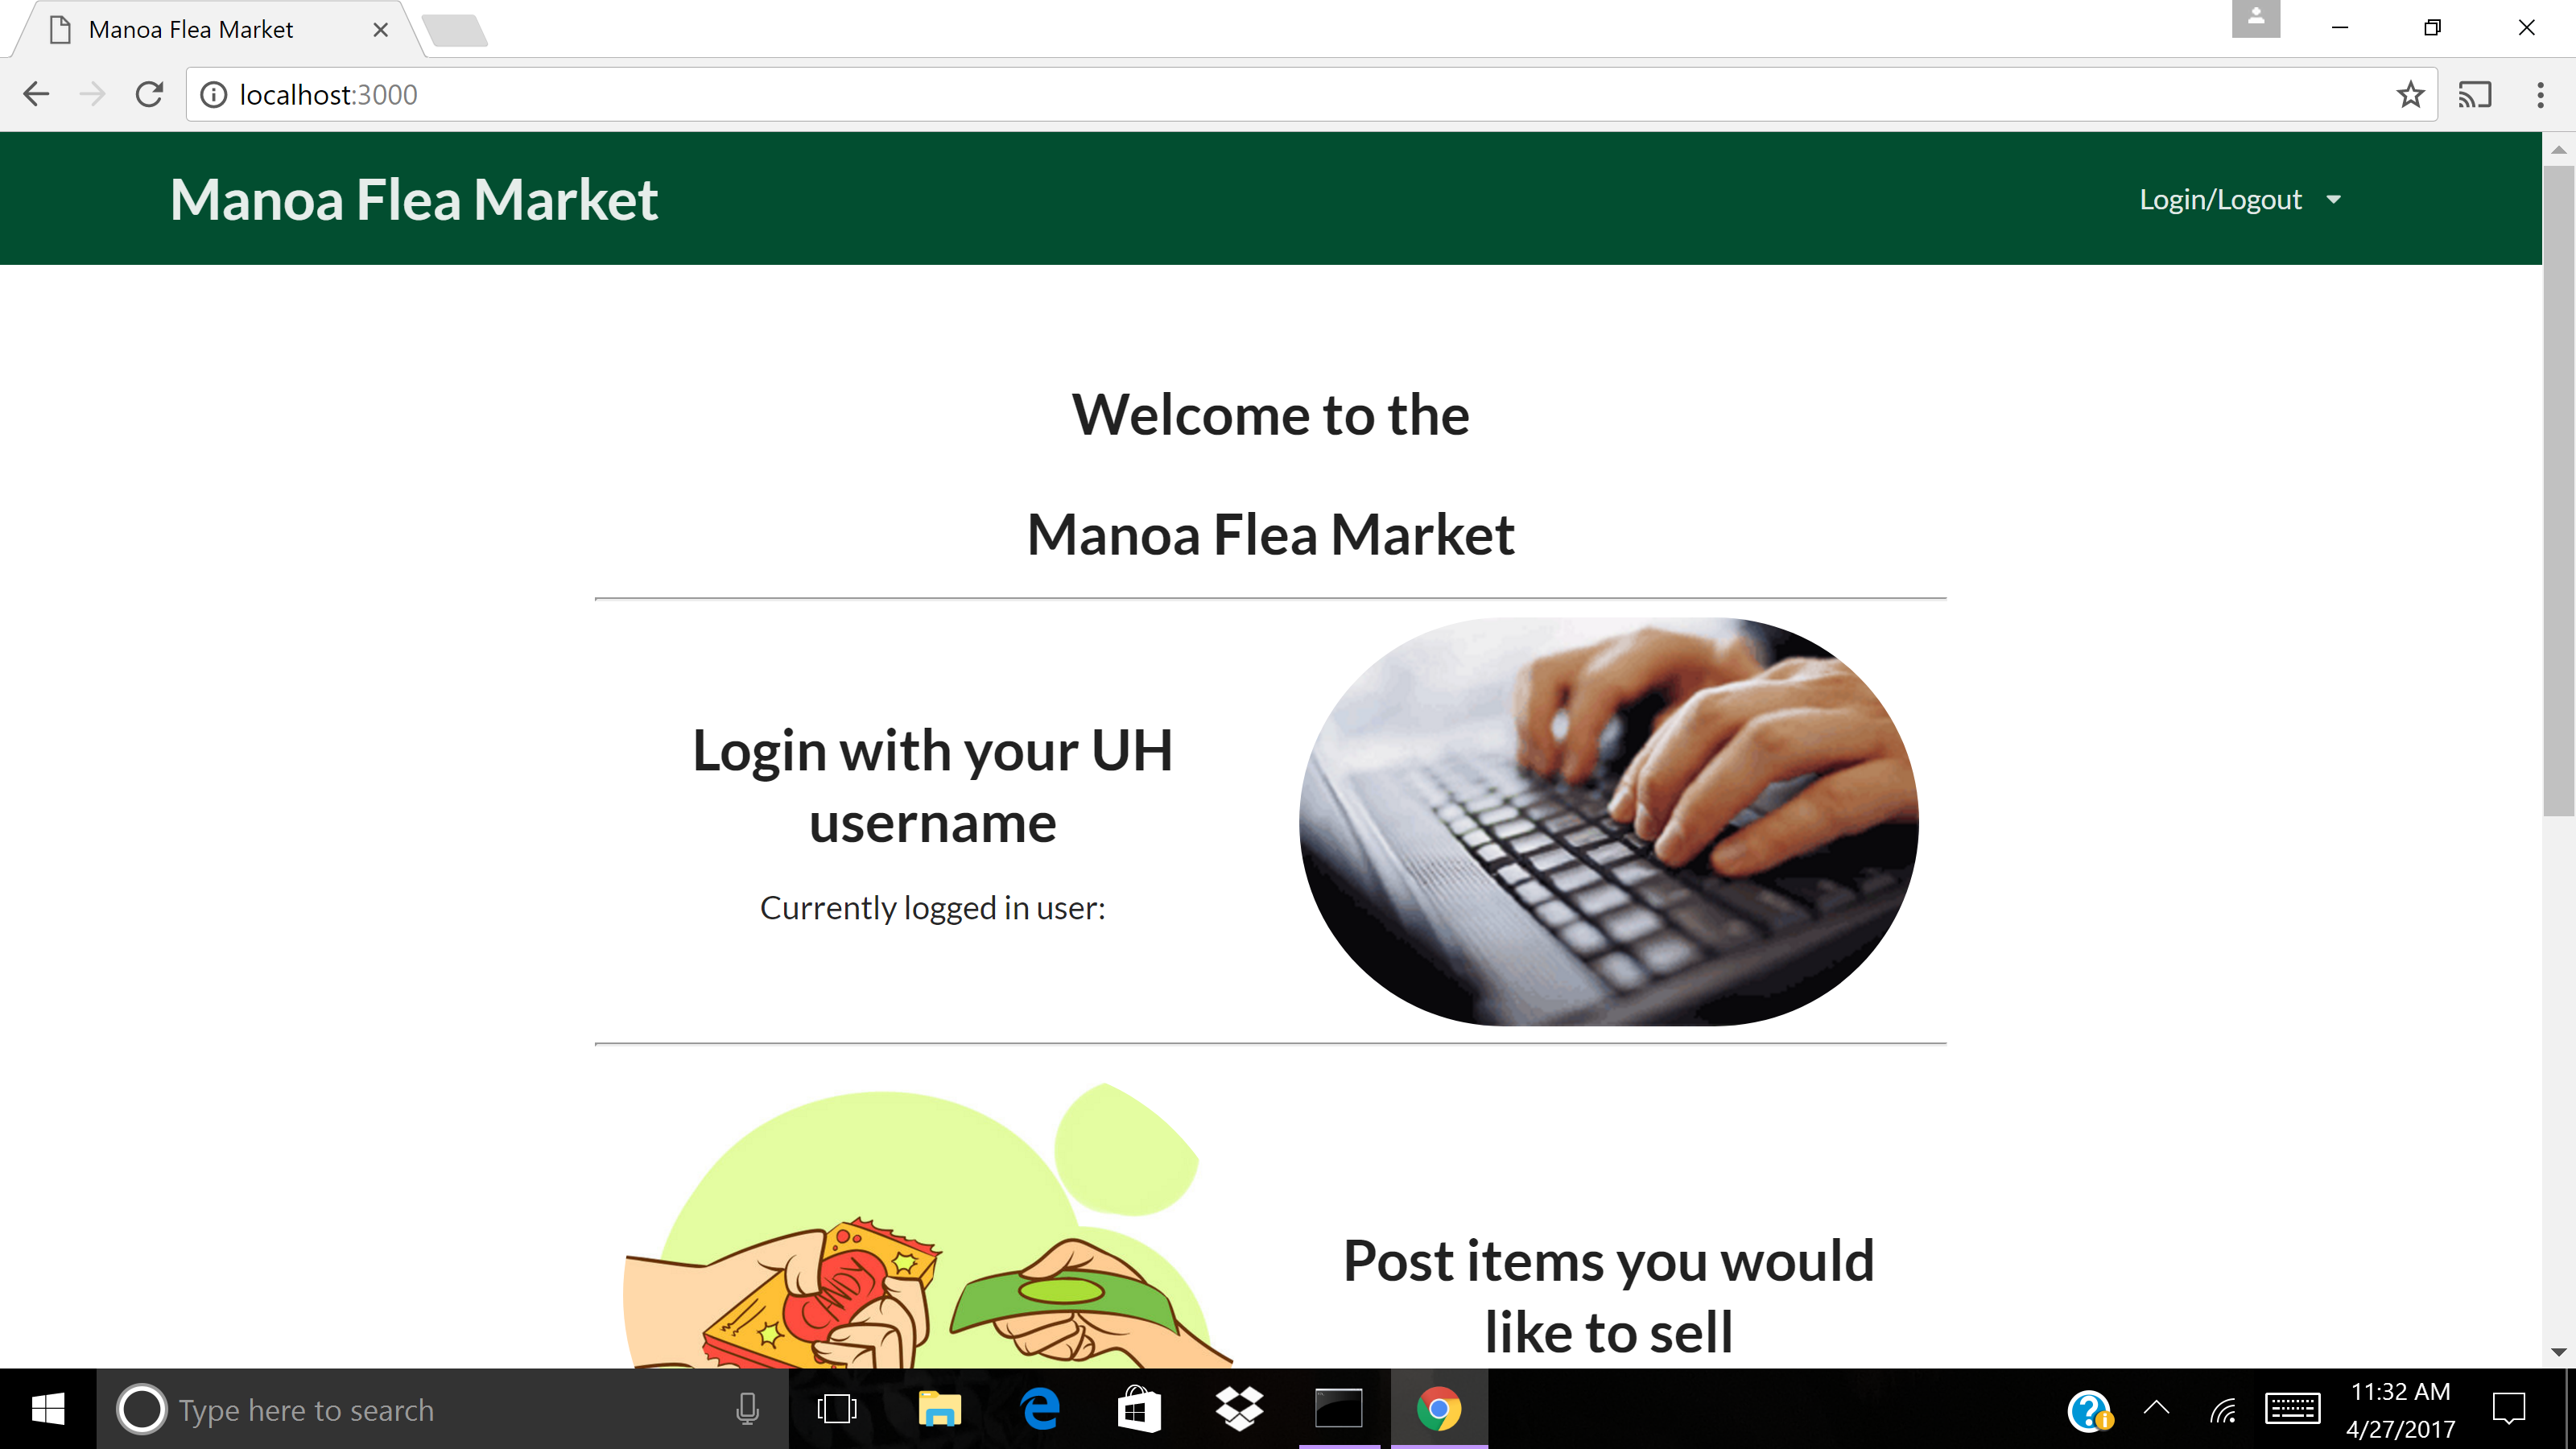 Manoa Flea Market
localhost:3000
Manoa Flea Market
Login/Logout
Welcome to the
Manoa Flea Market
Login with your UH
username
Currently logged in user:
CANDY
Post items you would
like to sell
Type here to search
11:32 AM
4/27/2017